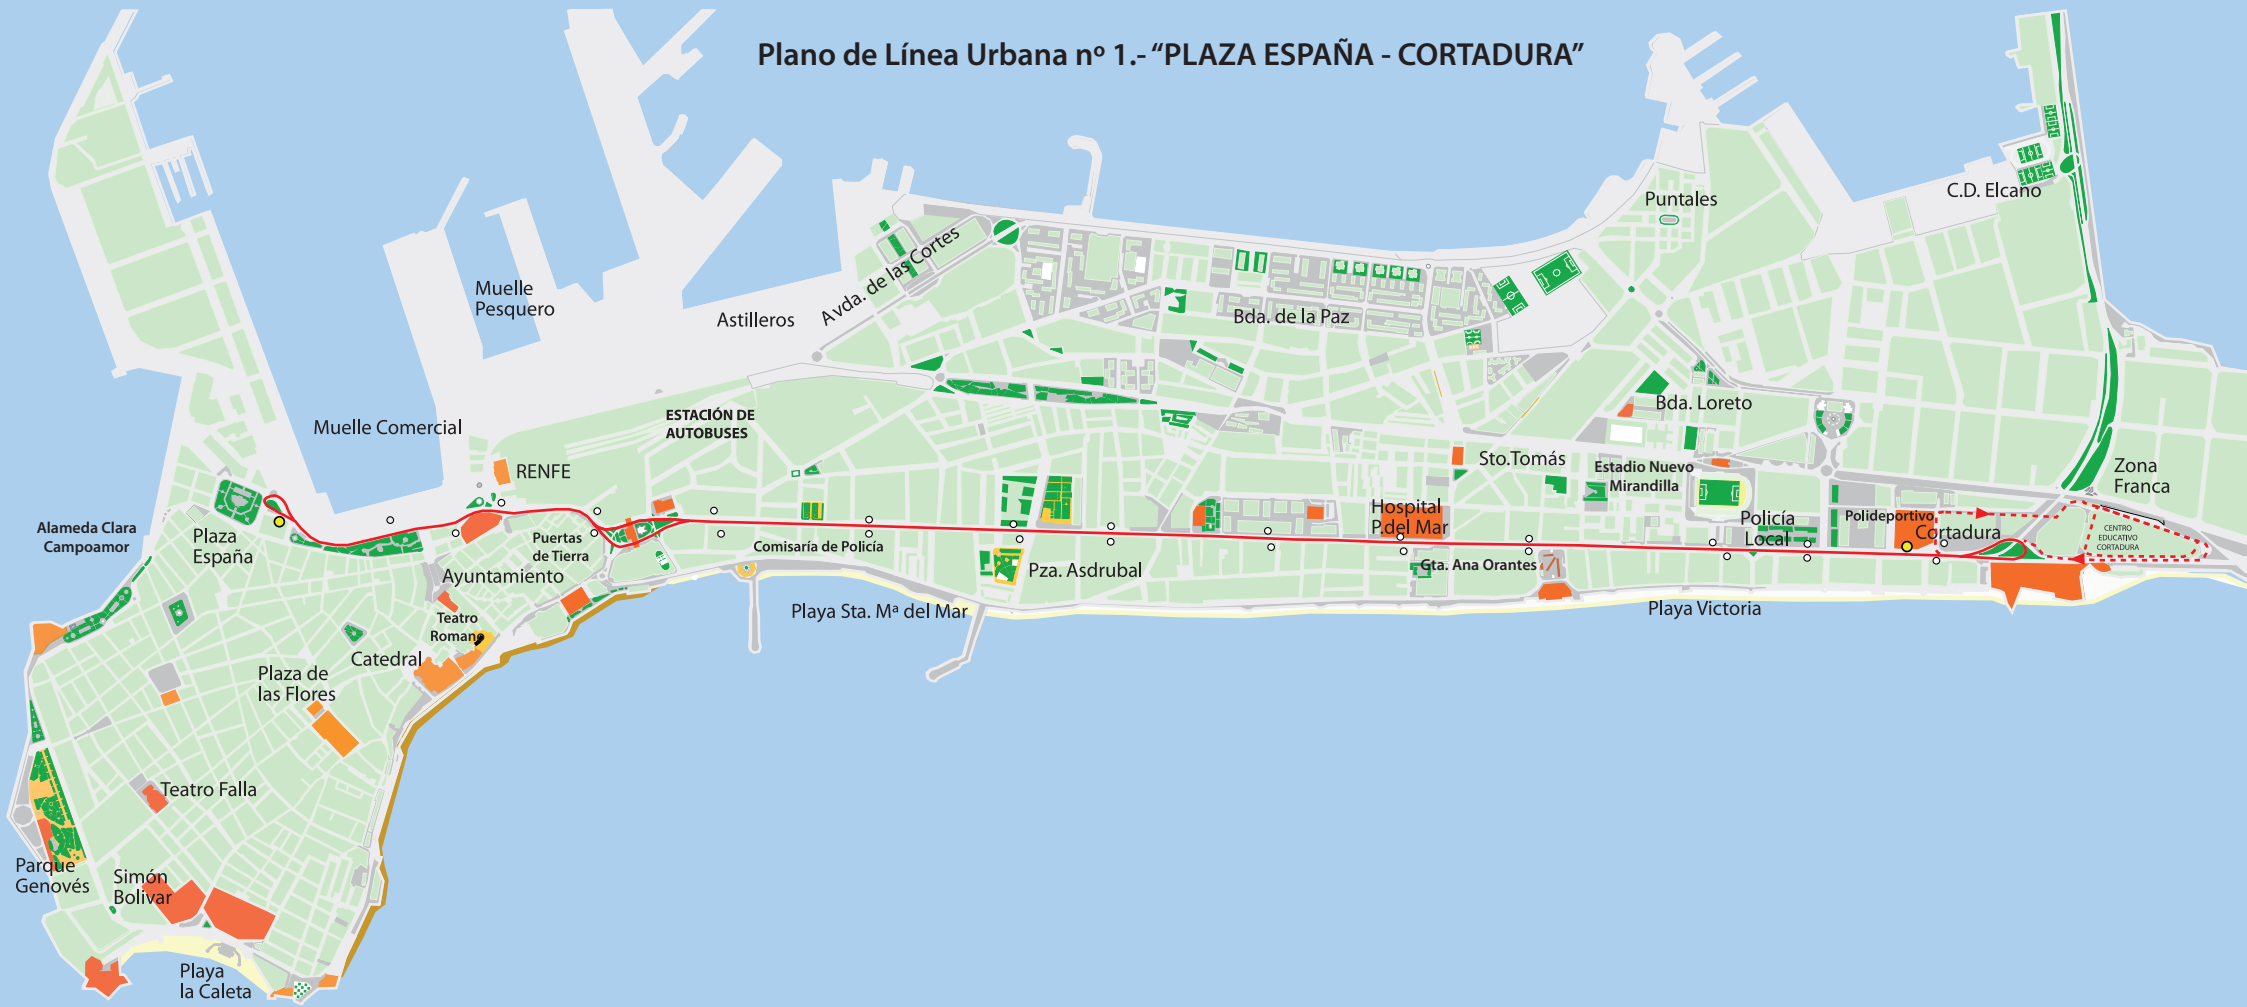 Plano de Línea Urbana nº 1.- “PLAZA ESPAÑA - CORTADURA”
Puntales
C.D. Elcano
Avda. de las Cortes
Muelle
Pesquero
Astilleros
Bda. de la Paz
Bda. Loreto
ESTACIÓN DE
AUTOBUSES
Muelle Comercial
RENFE
Sto.Tomás
Estadio Nuevo
Mirandilla
Zona
Franca
Hospital
P.del Mar
Policía
Local
Polideportivo
Cortadura
CENTRO
EDUCATIVO
CORTADURA
Alameda Clara
Campoamor
Plaza
España
Puertas
de Tierra
Comisaría de Policía
Pza. Asdrubal
Gta. Ana Orantes
Ayuntamiento
Playa Sta. Mª del Mar
Playa Victoria
Teatro
Romano
Catedral
Plaza de
las Flores
Teatro Falla
Parque
Genovés
Simón
Bolivar
Playa
la Caleta